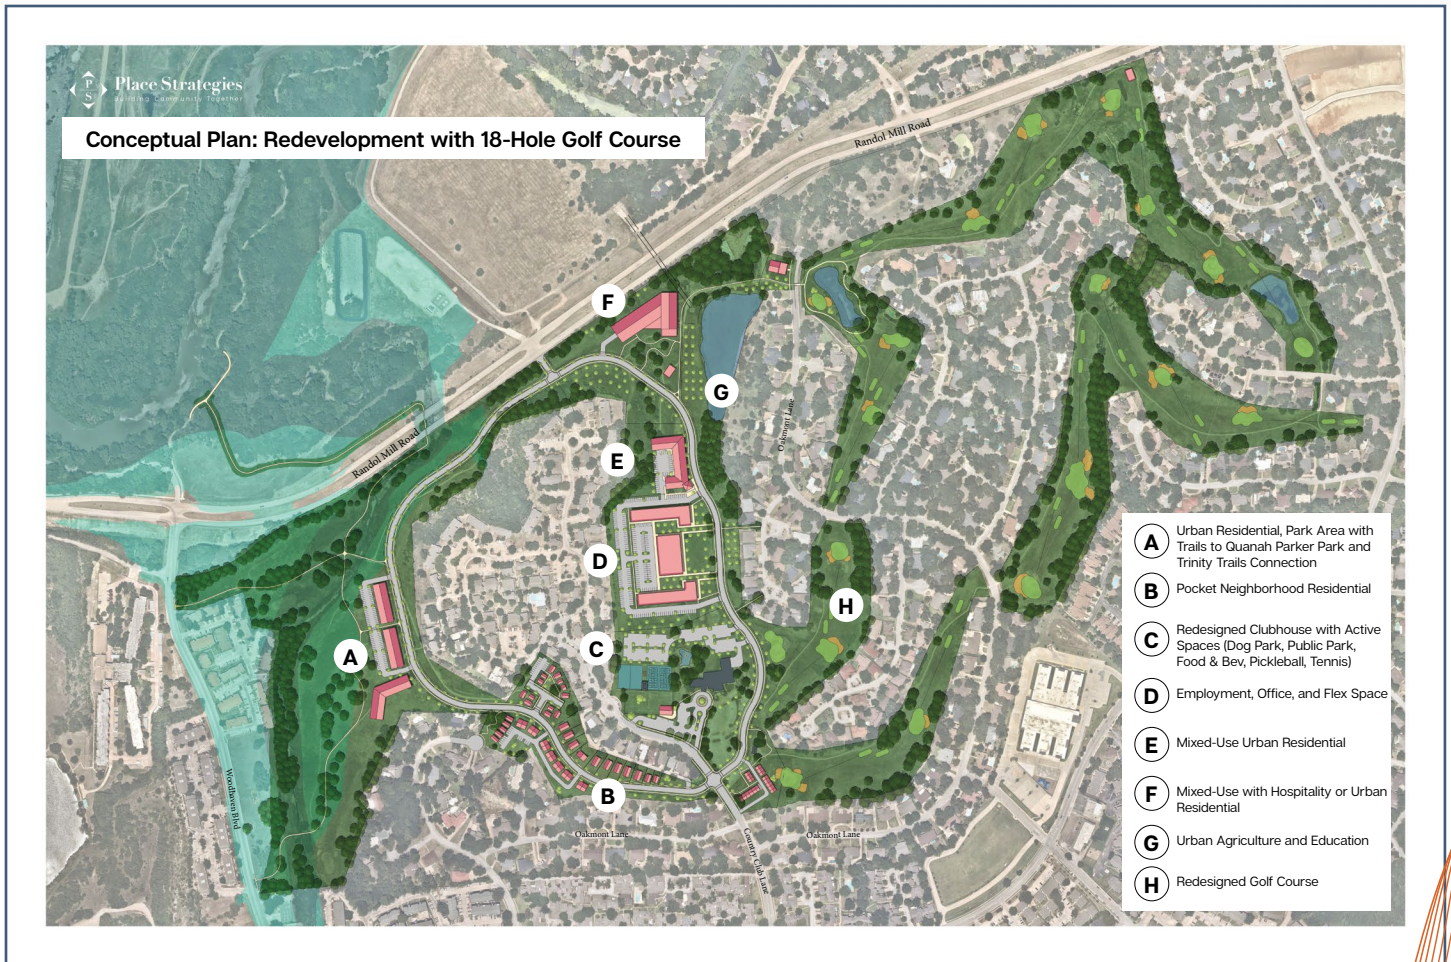 Place Strategies
Building Community Together
P
S
Conceptual Plan: Redevelopment with 18-Hole Golf Course
Randol Mill Road
F
G
Oakmont Lane
Randol Mill Road
E
D
H
C
A
B
Woodhaven Blvd
Oakmont Lane
Oakmont Lane
Country Club Lane
A Urban Residential, Park Area with
Trails to Quanah Parker Park and
Trinity Trails Connection
B Pocket Neighborhood Residential
C Redesigned Clubhouse with Active
Spaces (Dog Park, Public Park,
Food & Bev, Pickleball, Tennis)
D Employment, Office, and Flex Space
E Mixed-Use Urban Residential
F Mixed-Use with Hospitality or Urban
Residential
G Urban Agriculture and Education
H Redesigned Golf Course